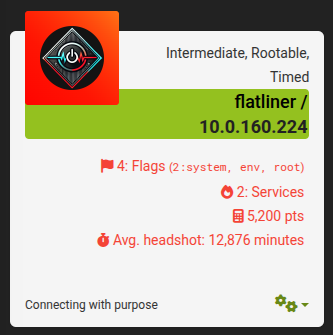 Intermediate, Rootable,
Timed
flatliner /
10.0.160.224
4: Flags (2:system, env, root)
2: Services
5,200 pts
Avg. headshot: 12,876 minutes
Connecting with purpose